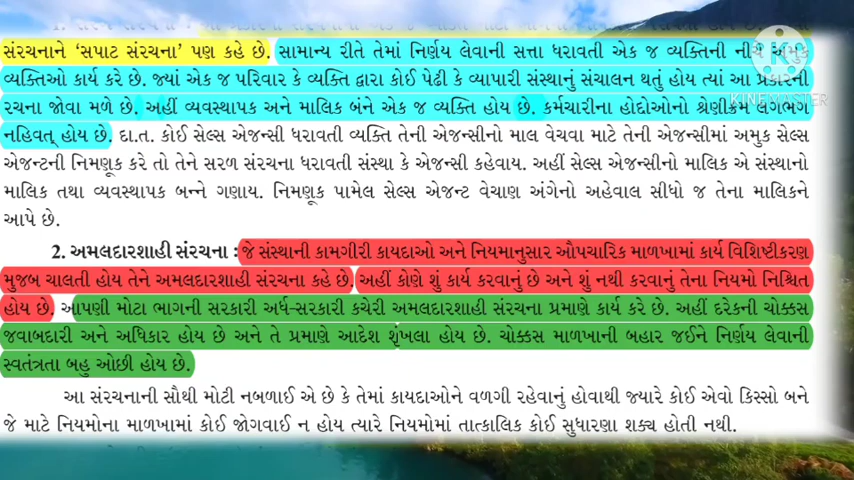 સંરચનાને ‘સપાટ સંરચના’ પણ કહે છે. સામાન્ય રીતે તેમાં નિર્ણય લેવાની સત્તા ધરાવતી એક જ વ્યક્તિની નીચે અમુક
વ્યક્તિઓ કાર્ય કરે છે. જ્યાં એક જ પરિવાર કે વ્યક્તિ દ્વારા કોઈ પેઢી કે વ્યાપારી સંસ્થાનું સંચાલન થતું હોય ત્યાં આ પ્રકારની
રચના જોવા મળે છે. અહીં વ્યવસ્થાપક અને માલિક બંને એક જ વ્યક્તિ હોય છે. કર્મચારીના હોદ્દાઓનો શ્રેણીક્રમ લગભગ
KINEMASTER
નહિવત્ હોય છે. દા.ત. કોઈ સેલ્સ એજન્સી ધરાવતી વ્યક્તિ તેની એજન્સીનો માલ વેચવા માટે તેની એજન્સીમાં અમુક સેલ્સ
એજન્ટની નિમણૂક કરે તો તેને સરળ સંરચના ધરાવતી સંસ્થા કે એજન્સી કહેવાય. અહીં સેલ્સ એજન્સીનો માલિક એ સંસ્થાનો
માલિક તથા વ્યવસ્થાપક બન્ને ગણાય. નિમણૂક પામેલ સેલ્સ એજન્ટ વેચાણ અંગેનો અહેવાલ સીધો જ તેના માલિકને
આપે છે.
2. અમલદારશાહી સંરચના : જે સંસ્થાની કામગીરી કાયદાઓ અને નિયમાનુસાર ઔપચારિક માળખામાં કાર્ય વિશિષ્ટીકરણ
મુજબ ચાલતી હોય તેને અમલદારશાહી સંરચના કહે છે. અહીં કોણે શું કાર્ય કરવાનું છે અને શું નથી કરવાનું તેના નિયમો નિશ્ચિત
હોય છે. આપણી મોટા ભાગની સરકારી અર્ધ-સરકારી કચેરી અમલદારશાહી સંરચના પ્રમાણે કાર્ય કરે છે. અહીં દરેકની ચોક્કસ
જવાબદારી અને અધિકાર હોય છે અને તે પ્રમાણે આદેશ શૃંખલા હોય છે. ચોક્કસ માળખાની બહાર જઈને નિર્ણય લેવાની
સ્વતંત્રતા બહુ ઓછી હોય છે.
આ સંરચનાની સૌથી મોટી નબળાઈ એ છે કે તેમાં કાયદાઓને વળગી રહેવાનું હોવાથી જ્યારે કોઈ એવો કિસ્સો બને
કે જે માટે નિયમોના માળખામાં કોઈ જોગવાઈ ન હોય ત્યારે નિયમોમાં તાત્કાલિક કોઈ સુધારણા શક્ય હોતી નથી.